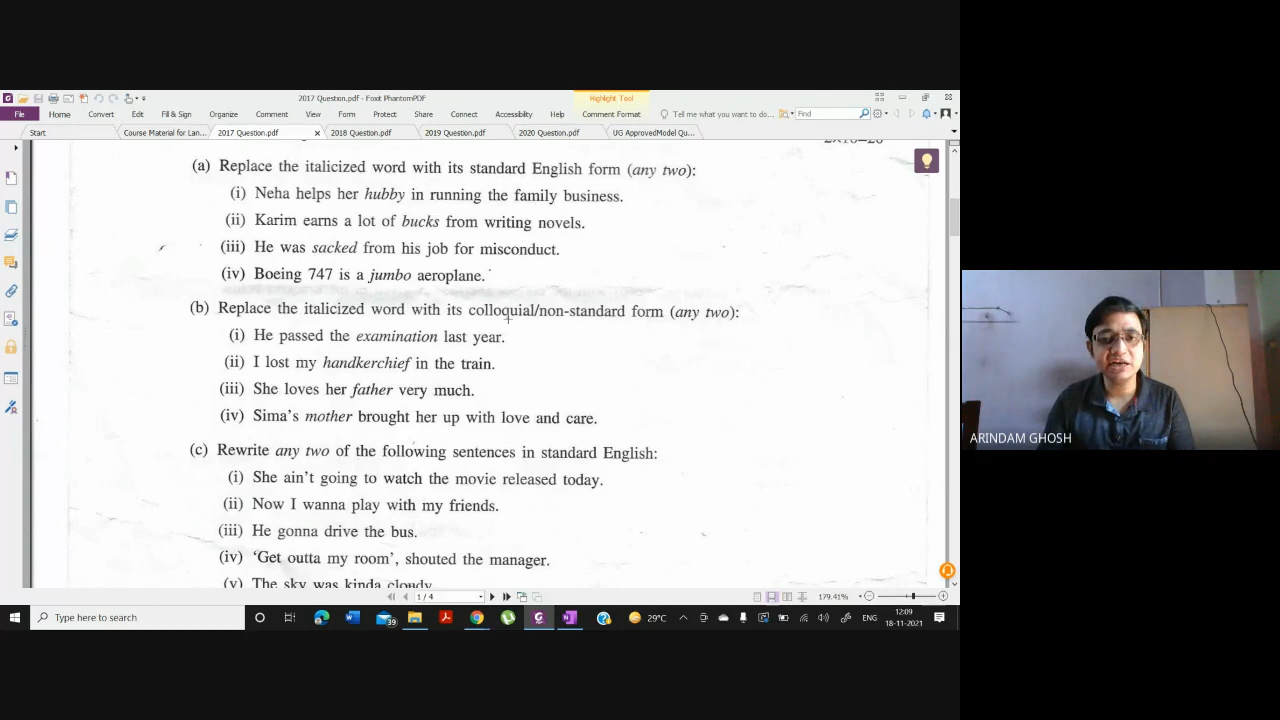 2017 Question.pdf - Foxit PhantomPDF
Highlight Tool
File Home Convert Edit Fill & Sign Organize Comment View Form Protect Share Connect Accessibility Help Comment Format Tell me what you want to do... Find
Start Course Material for Lan... 2017 Question.pdf × 2018 Question.pdf 2019 Question.pdf 2020 Question.pdf UG ApprovedModel Qu...
(a) Replace the italicized word with its standard English form (any two):
(i) Neha helps her hubby in running the family business.
(ii) Karim earns a lot of bucks from writing novels.
(iii) He was sacked from his job for misconduct.
(iv) Boeing 747 is a jumbo aeroplane.
(b) Replace the italicized word with its colloquial/non-standard form (any two):
(i) He passed the examination last year.
(ii) I lost my handkerchief in the train.
(iii) She loves her father very much.
(iv) Sima's mother brought her up with love and care.
(c) Rewrite any two of the following sentences in standard English:
(i) She ain't going to watch the movie released today.
(ii) Now I wanna play with my friends.
(iii) He gonna drive the bus.
(iv) 'Get outta my room', shouted the manager.
(v) The sky was kinda cloudy
ARINDAM GHOSH
1 / 4
179.41%
Type here to search
39
29°C
ENG
12:09
18-11-2021